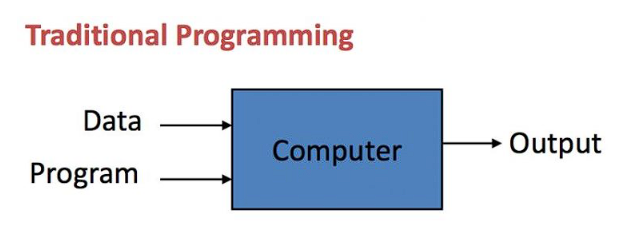 Traditional Programming
Data
Program
Computer
Output